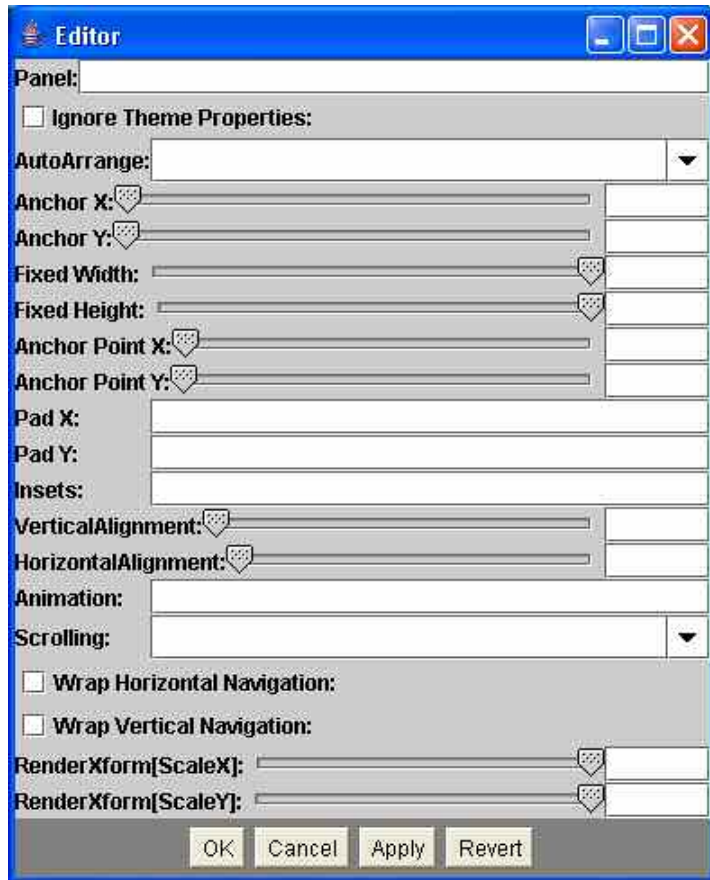 Editor
Panel:
Ignore Theme Properties:
AutoArrange:
Anchor X:
Anchor Y:
Fixed Width:
Fixed Height:
Anchor Point X:
Anchor Point Y:
Pad X:
Pad Y:
Insets:
VerticalAlignment:
HorizontalAlignment:
Animation:
Scrolling:
Wrap Horizontal Navigation:
Wrap Vertical Navigation:
RenderXform[ScaleX]:
RenderXform[ScaleY]:
OK Cancel Apply Revert